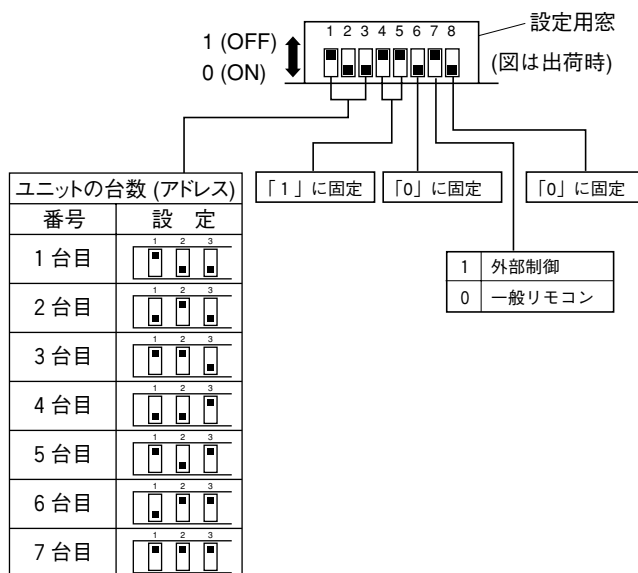 1 (OFF)
0 (ON)
1 2 3 4 5 6 7 8
設定用窓
(図は出荷時)
「1」に固定
「0」に固定
「0」に固定
1 外部制御
0 一般リモコン
ユニットの台数 (アドレス)
番号 設 定
1 台目 1 2 3
2 台目 1 2 3
3 台目 1 2 3
4 台目 1 2 3
5 台目 1 2 3
6 台目 1 2 3
7 台目 1 2 3